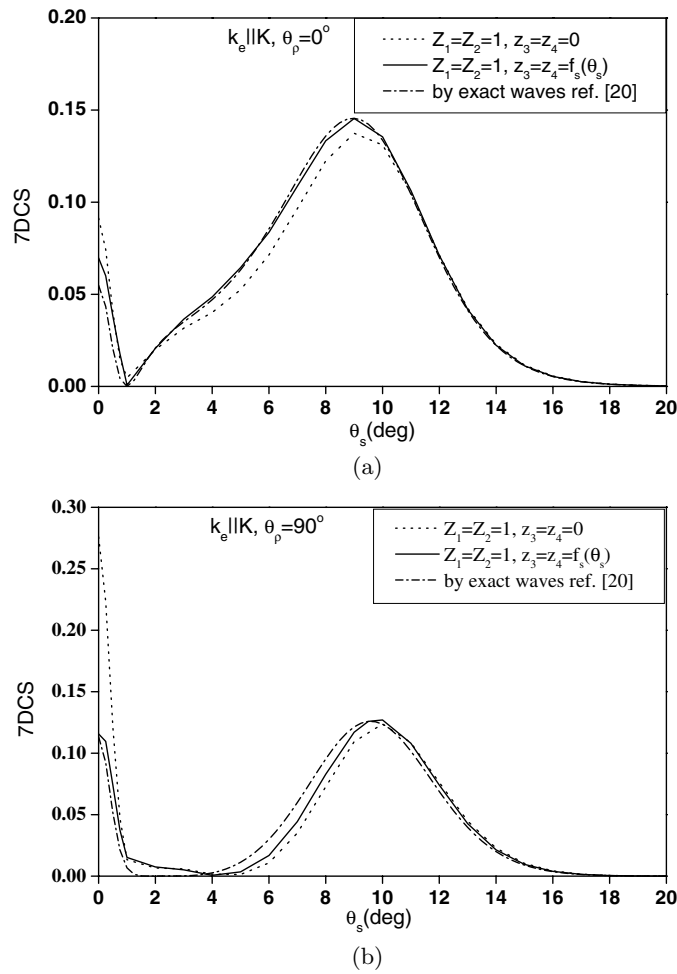 k_e||K, θ_ρ=0°
Z_1=Z_2=1, z_3=z_4=0
Z_1=Z_2=1, z_3=z_4=f_s(θ_s)
by exact waves ref. [20]
0.20
0.15
0.10
0.05
0.00
7DCS
0 2 4 6 8 10 12 14 16 18 20
θ_s(deg)
(a)
k_e||K, θ_ρ=90°
Z_1=Z_2=1, z_3=z_4=0
Z_1=Z_2=1, z_3=z_4=f_s(θ_s)
by exact waves ref. [20]
0.30
0.25
0.20
0.15
0.10
0.05
0.00
7DCS
0 2 4 6 8 10 12 14 16 18 20
θ_s(deg)
(b)